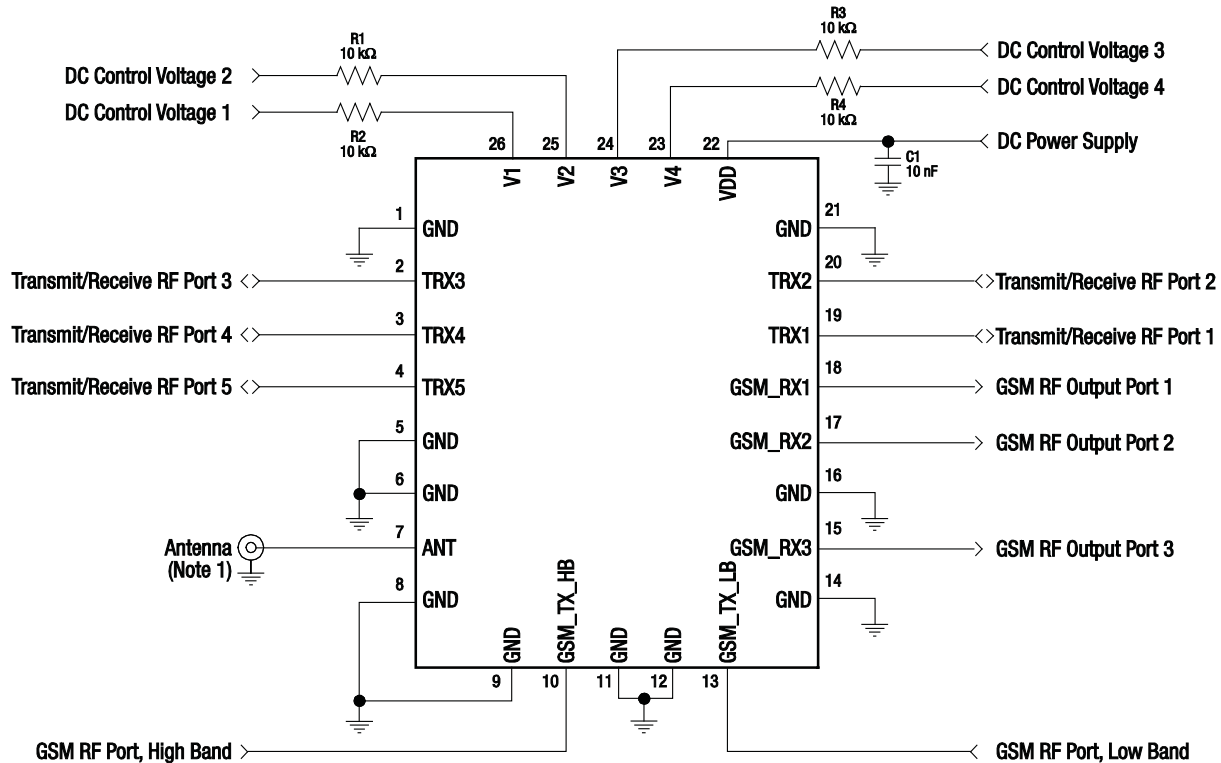 R1
10 kΩ
DC Control Voltage 2
DC Control Voltage 1
R2
10 kΩ
R3
10 kΩ
DC Control Voltage 3
DC Control Voltage 4
R4
10 kΩ
DC Power Supply
C1
10 nF
26
25
24
23
22
V1
V2
V3
V4
VDD
1
GND
Transmit/Receive RF Port 3
2
TRX3
Transmit/Receive RF Port 4
3
TRX4
Transmit/Receive RF Port 5
4
TRX5
5
GND
6
GND
Antenna
(Note 1)
7
ANT
8
GND
21
GND
20
TRX2
Transmit/Receive RF Port 2
19
TRX1
Transmit/Receive RF Port 1
18
GSM_RX1
GSM RF Output Port 1
17
GSM_RX2
GSM RF Output Port 2
16
GND
15
GSM_RX3
GSM RF Output Port 3
14
GND
GND
GSM_TX_HB
GND
GND
GSM_TX_LB
9
10
11
12
13
GSM RF Port, High Band
GSM RF Port, Low Band